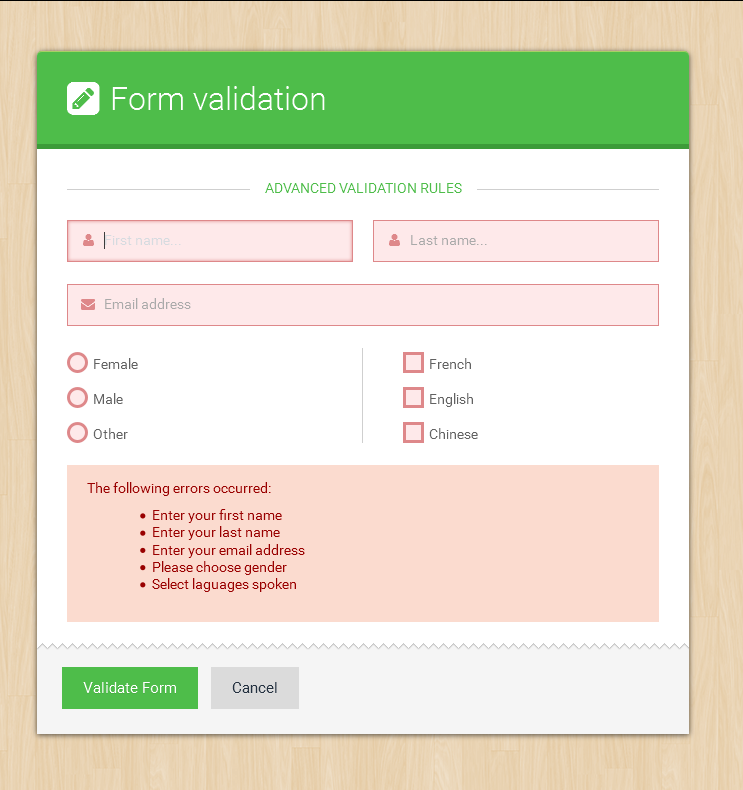 Form validation
ADVANCED VALIDATION RULES
First name...
Last name...
Email address
Female
French
Male
English
Other
Chinese
The following errors occurred:
Enter your first name
Enter your last name
Enter your email address
Please choose gender
Select laguages spoken
Validate Form
Cancel